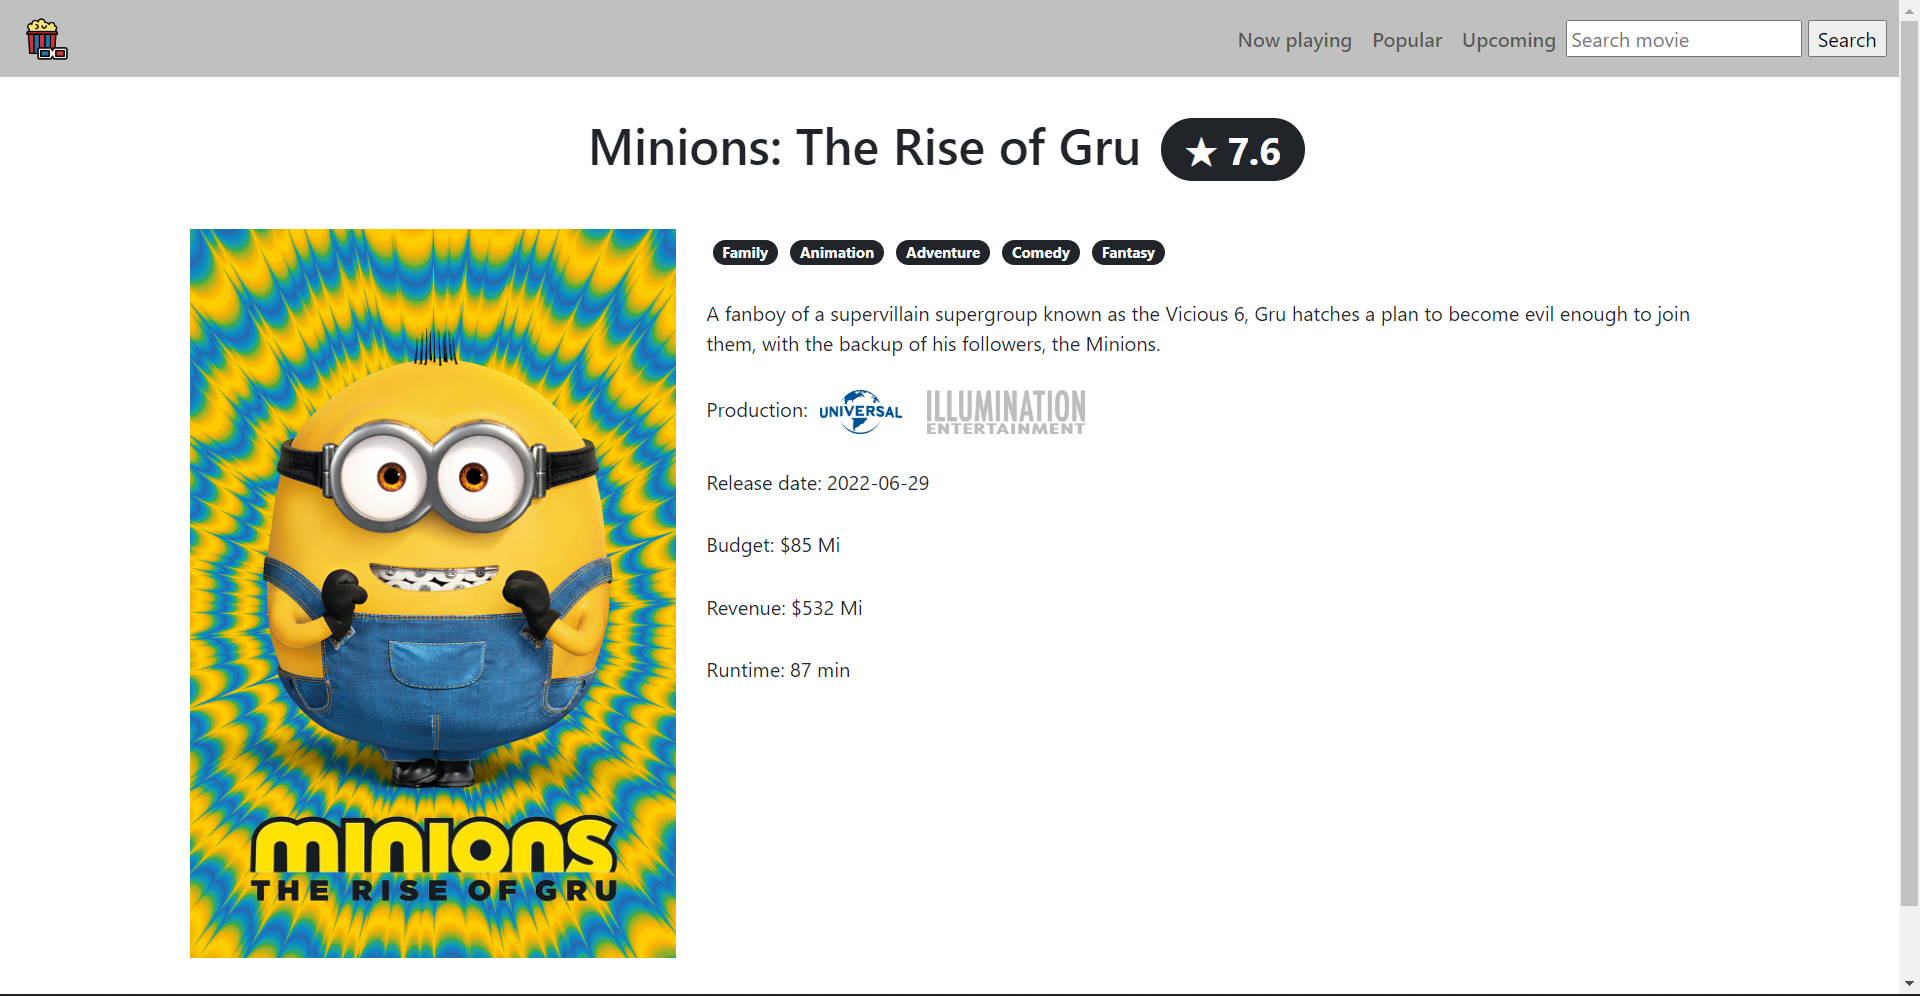 Now playing Popular Upcoming Search movie Search
Minions: The Rise of Gru ★ 7.6
Family Animation Adventure Comedy Fantasy
A fanboy of a supervillain supergroup known as the Vicious 6, Gru hatches a plan to become evil enough to join
them, with the backup of his followers, the Minions.
Production: UNIVERSAL ILLUMINATION
ENTERTAINMENT
Release date: 2022-06-29
Budget: $85 Mi
Revenue: $532 Mi
Runtime: 87 min
minions
THE RISE OF GRU